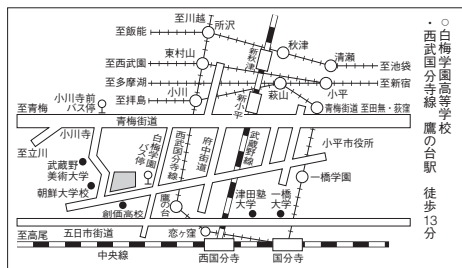 ○白梅学園高等学校
・西武国分寺線 鷹の台駅 徒歩13分
至川越
至飯能
所沢
新秋津
秋津
清瀬
至池袋
東村山
至西武園
至多摩湖
萩山
小平
至新宿
小川寺前
バス停
至青梅
至拝島
小川
新小平
青梅街道
至田無・荻窪
青梅街道
小川寺
至立川
白梅学園
バス停
西武国分寺線
府中街道
武蔵野線
小平市役所
武蔵野
美術大学
朝鮮大学校
一橋学園
創価高校
鷹の台
津田塾
大学
一橋
大学
至高尾
五日市街道
恋ヶ窪
中央線
西国分寺
国分寺